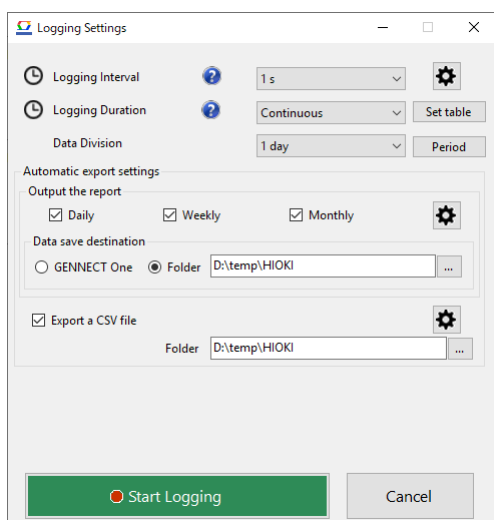 Logging Settings
Logging Interval ? 1 s
Logging Duration ? Continuous Set table
Data Division 1 day Period
Automatic export settings
Output the report
Daily Weekly Monthly
Data save destination
GENNECT One Folder D:\temp\HIOKI ...
Export a CSV file
Folder D:\temp\HIOKI ...
Start Logging Cancel